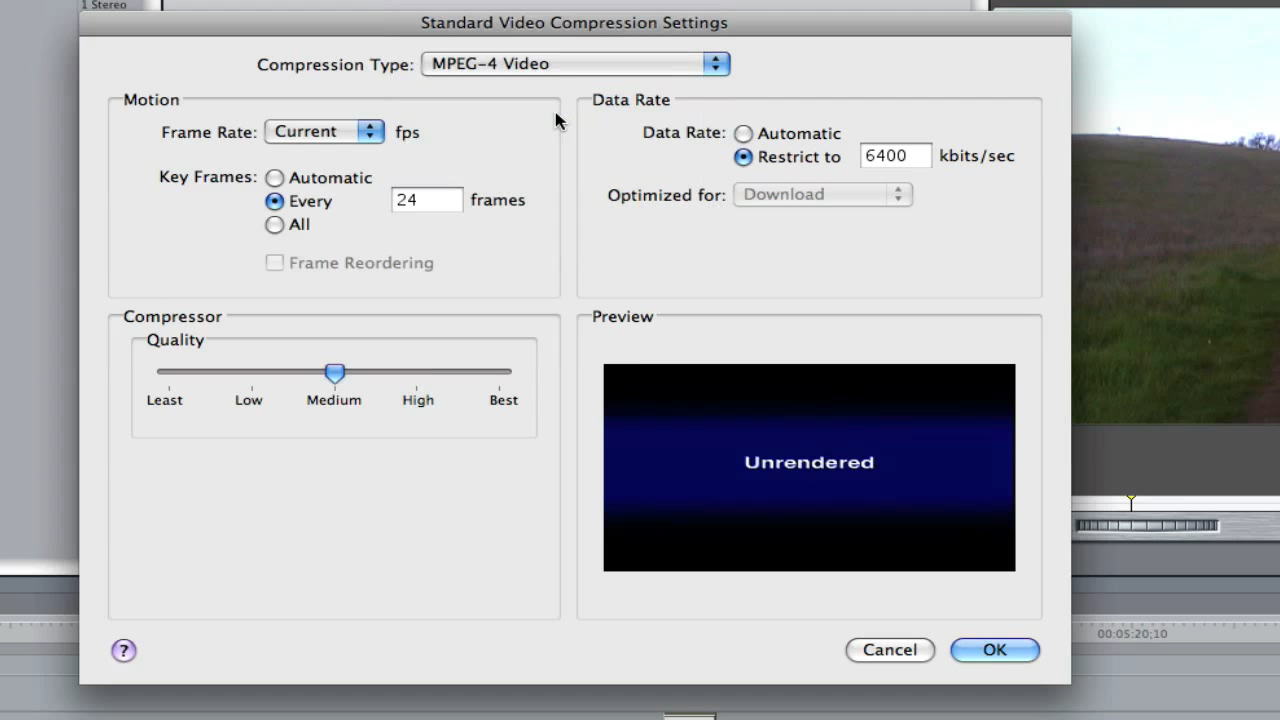 1 Stereo
Standard Video Compression Settings
Compression Type: MPEG-4 Video
Motion
Frame Rate: Current fps
Key Frames: Automatic
Every 24 frames
All
Frame Reordering
Data Rate
Data Rate: Automatic
Restrict to 6400 kbits/sec
Optimized for: Download
Compressor
Quality
Least Low Medium High Best
Preview
Unrendered
00:05:20;10
? Cancel OK